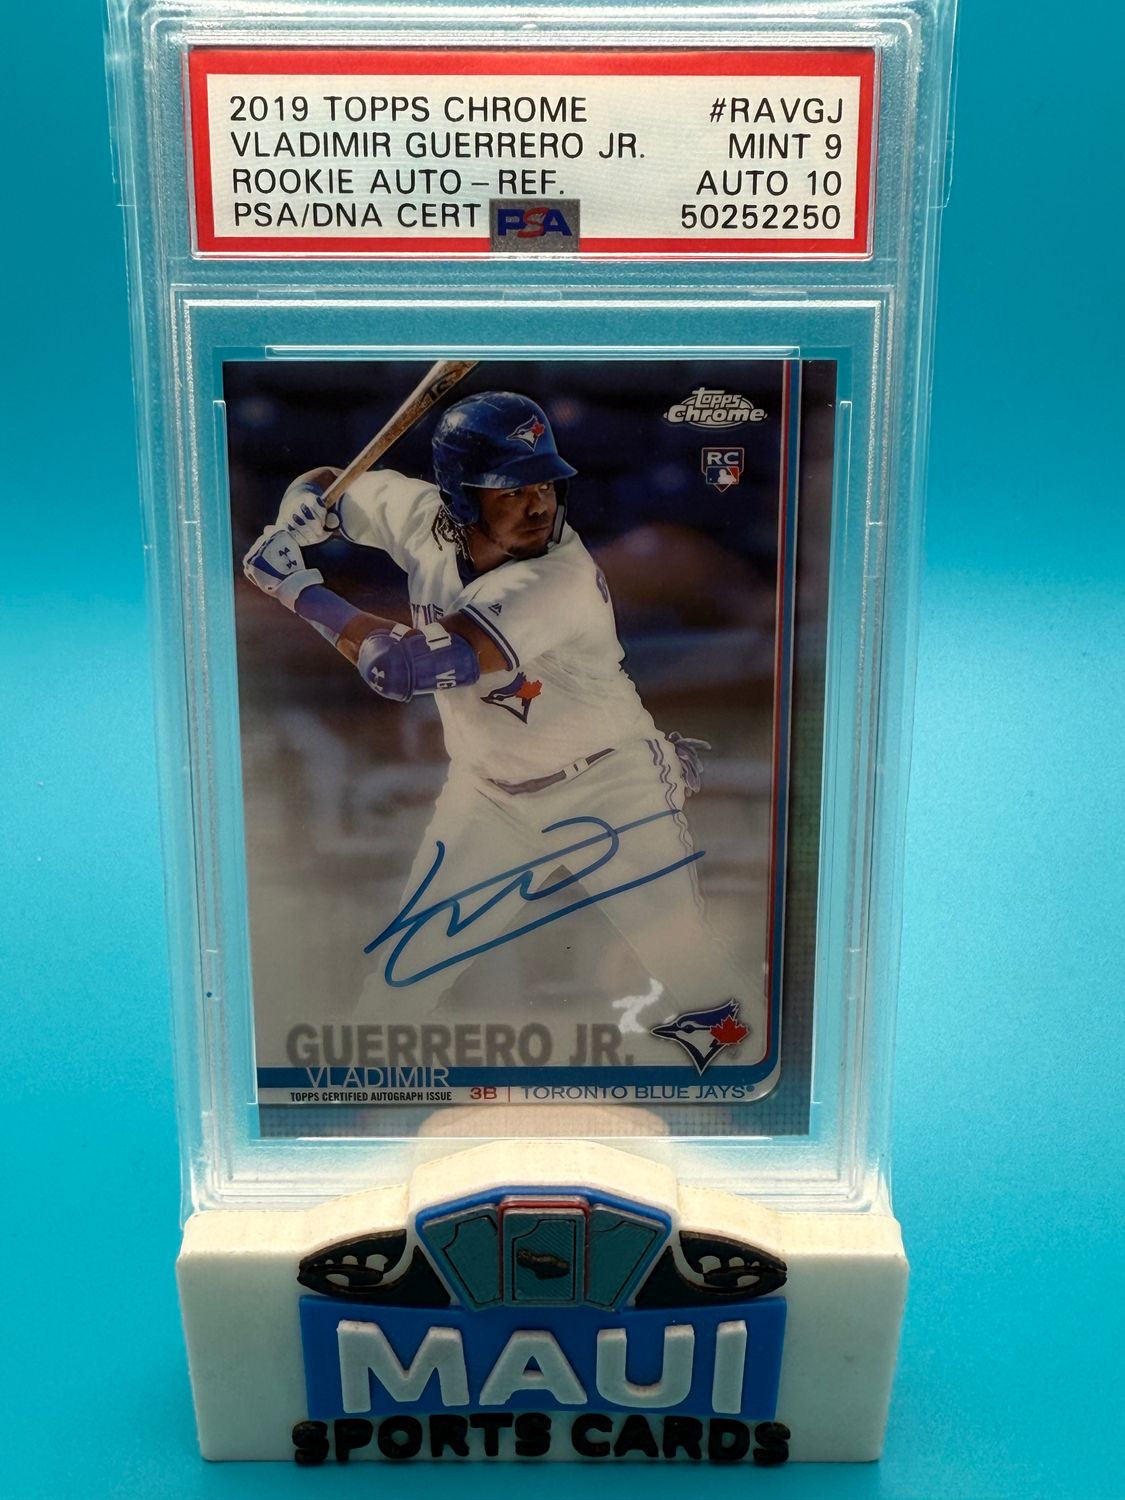 2019 TOPPS CHROME #RAVGJ
VLADIMIR GUERRERO JR. MINT 9
ROOKIE AUTO - REF. AUTO 10
PSA/DNA CERT PSA 50252250
Topps
Chrome
RC
VG
GUERRERO JR.
VLADIMIR
TOPPS CERTIFIED AUTOGRAPH ISSUE 3B | TORONTO BLUE JAYS
MAUI
SPORTS CARDS